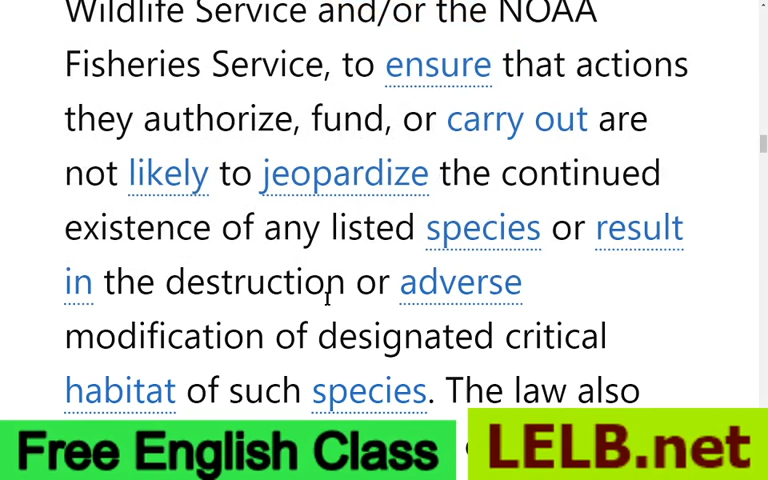 Wildlife Service and/or the NOAA
Fisheries Service, to ensure that actions
they authorize, fund, or carry out are
not likely to jeopardize the continued
existence of any listed species or result
in the destruction or adverse
modification of designated critical
habitat of such species. The law also
Free English Class
LELB.net